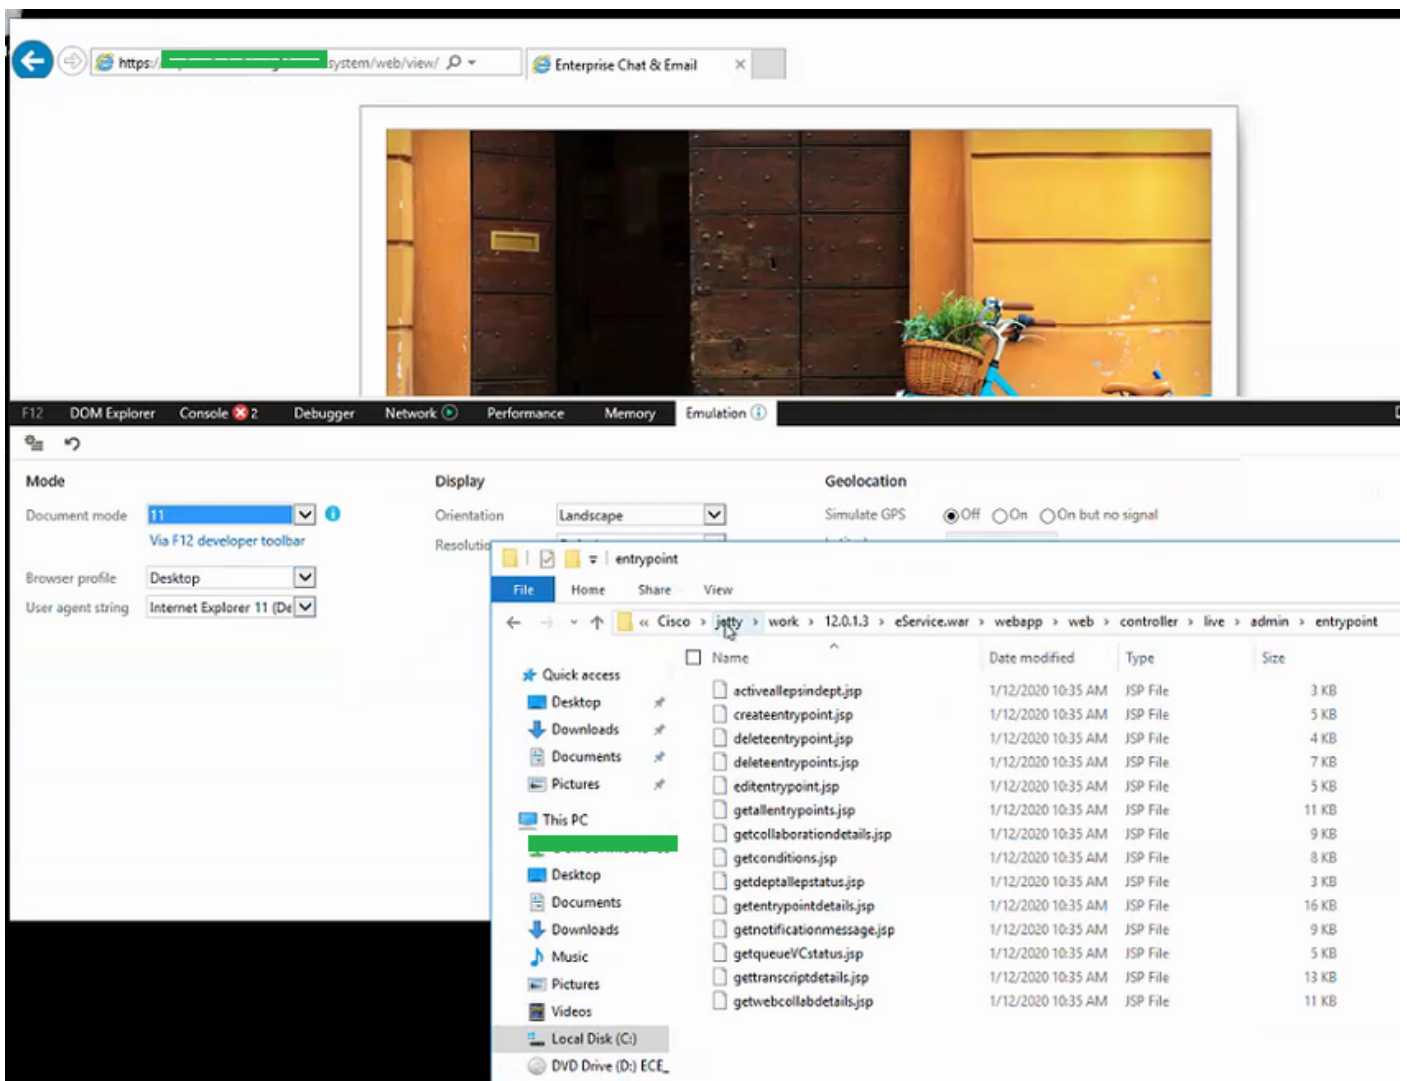 https:/ system/web/view/
Enterprise Chat & Email
F12 DOM Explorer Console 2 Debugger Network Performance Memory Emulation
Mode Display Geolocation
Document mode 11 Orientation Landscape Simulate GPS Off On On but no signal
Via F12 developer toolbar
Browser profile Desktop
User agent string Internet Explorer 11 (De
entrypoint
File Home Share View
« Cisco > jetty > work > 12.0.1.3 > eService.war > webapp > web > controller > live > admin > entrypoint
Name Date modified Type Size
Quick access
Desktop
Downloads
Documents
Pictures
This PC
Desktop
Documents
Downloads
Music
Pictures
Videos
Local Disk (C:)
DVD Drive (D:) ECE_
activeallepsindept.jsp 1/12/2020 10:35 AM JSP File 3 KB
createentrypoint.jsp 1/12/2020 10:35 AM JSP File 5 KB
deleteentrypoint.jsp 1/12/2020 10:35 AM JSP File 4 KB
deleteentrypoints.jsp 1/12/2020 10:35 AM JSP File 7 KB
editentrypoint.jsp 1/12/2020 10:35 AM JSP File 5 KB
getallentrypoints.jsp 1/12/2020 10:35 AM JSP File 11 KB
getcollaborationdetails.jsp 1/12/2020 10:35 AM JSP File 9 KB
getconditions.jsp 1/12/2020 10:35 AM JSP File 8 KB
getdeptallepstatus.jsp 1/12/2020 10:35 AM JSP File 3 KB
getentrypointdetails.jsp 1/12/2020 10:35 AM JSP File 16 KB
getnotificationmessage.jsp 1/12/2020 10:35 AM JSP File 9 KB
getqueueVCstatus.jsp 1/12/2020 10:35 AM JSP File 5 KB
gettranscriptdetails.jsp 1/12/2020 10:35 AM JSP File 13 KB
getwebcollabdetails.jsp 1/12/2020 10:35 AM JSP File 11 KB